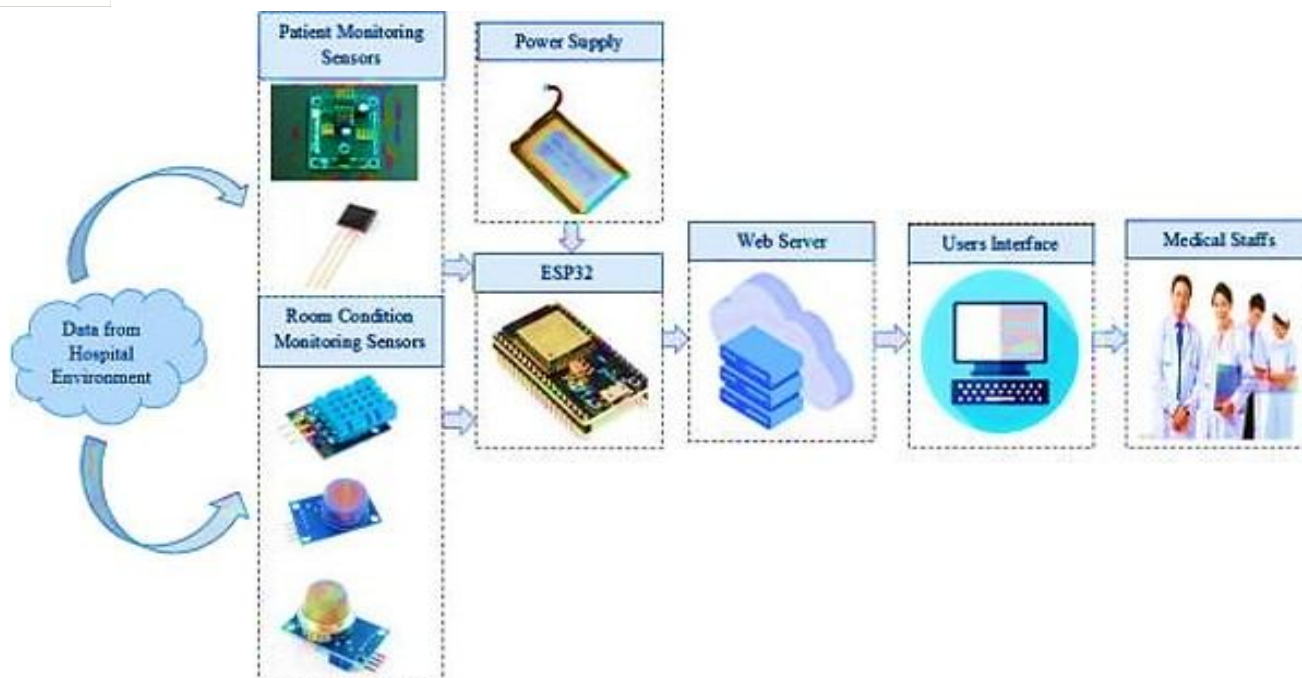 Patient Monitoring
Sensors
Power Supply
Web Server
Users Interface
Medical Staffs
ESP32
Room Condition
Monitoring Sensors
Data from
Hospital
Environment